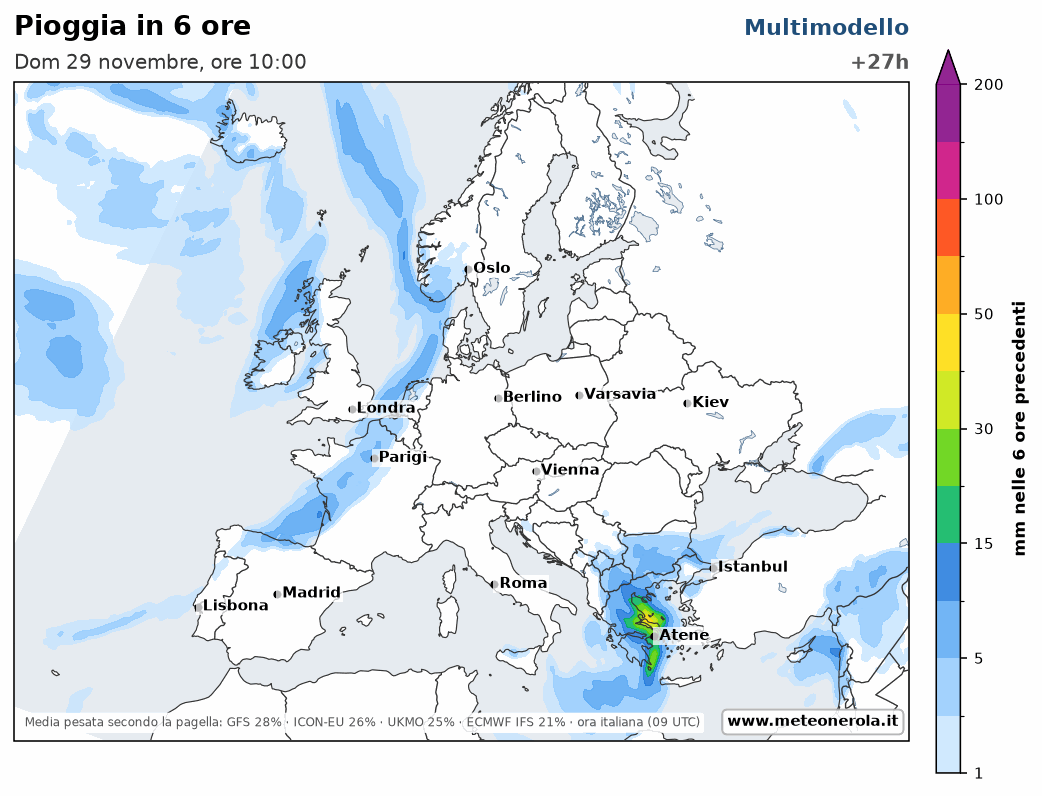 Pioggia in 6 ore
Multimodello
Dom 29 novembre, ore 10:00
+27h
200
100
50
30
15
5
1
mm nelle 6 ore precedenti
Oslo
Berlino
Varsavia
Kiev
Londra
Parigi
Vienna
Istanbul
Roma
Madrid
Lisbona
Atene
Media pesata secondo la pagella: GFS 28% · ICON-EU 26% · UKMO 25% · ECMWF IFS 21% · ora italiana (09 UTC)
www.meteonerola.it